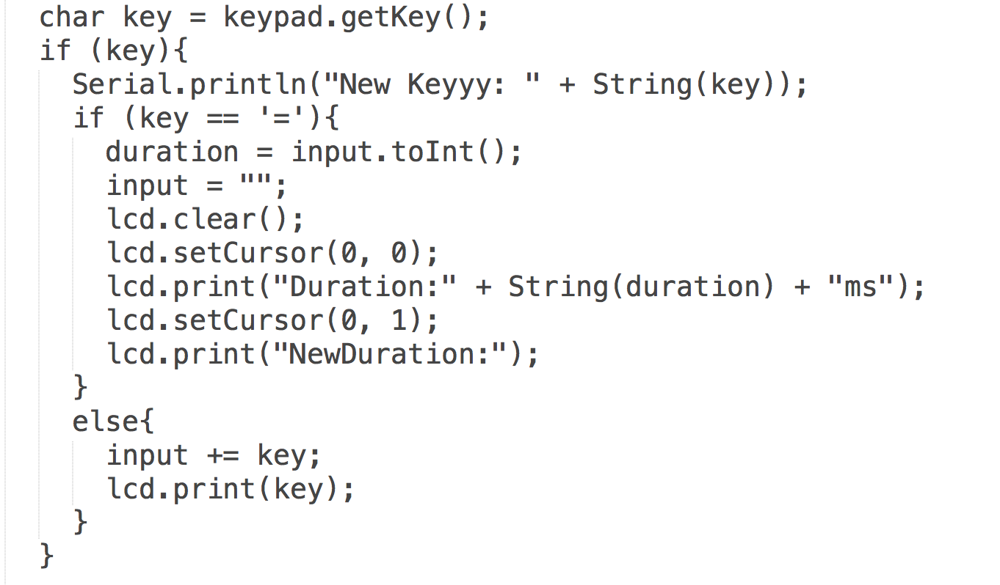 char key = keypad.getKey();
if (key){
Serial.println("New Keyyy: " + String(key));
if (key == '='){
duration = input.toInt();
input = "";
lcd.clear();
lcd.setCursor(0, 0);
lcd.print("Duration:" + String(duration) + "ms");
lcd.setCursor(0, 1);
lcd.print("NewDuration:");
}
else{
input += key;
lcd.print(key);
}
}